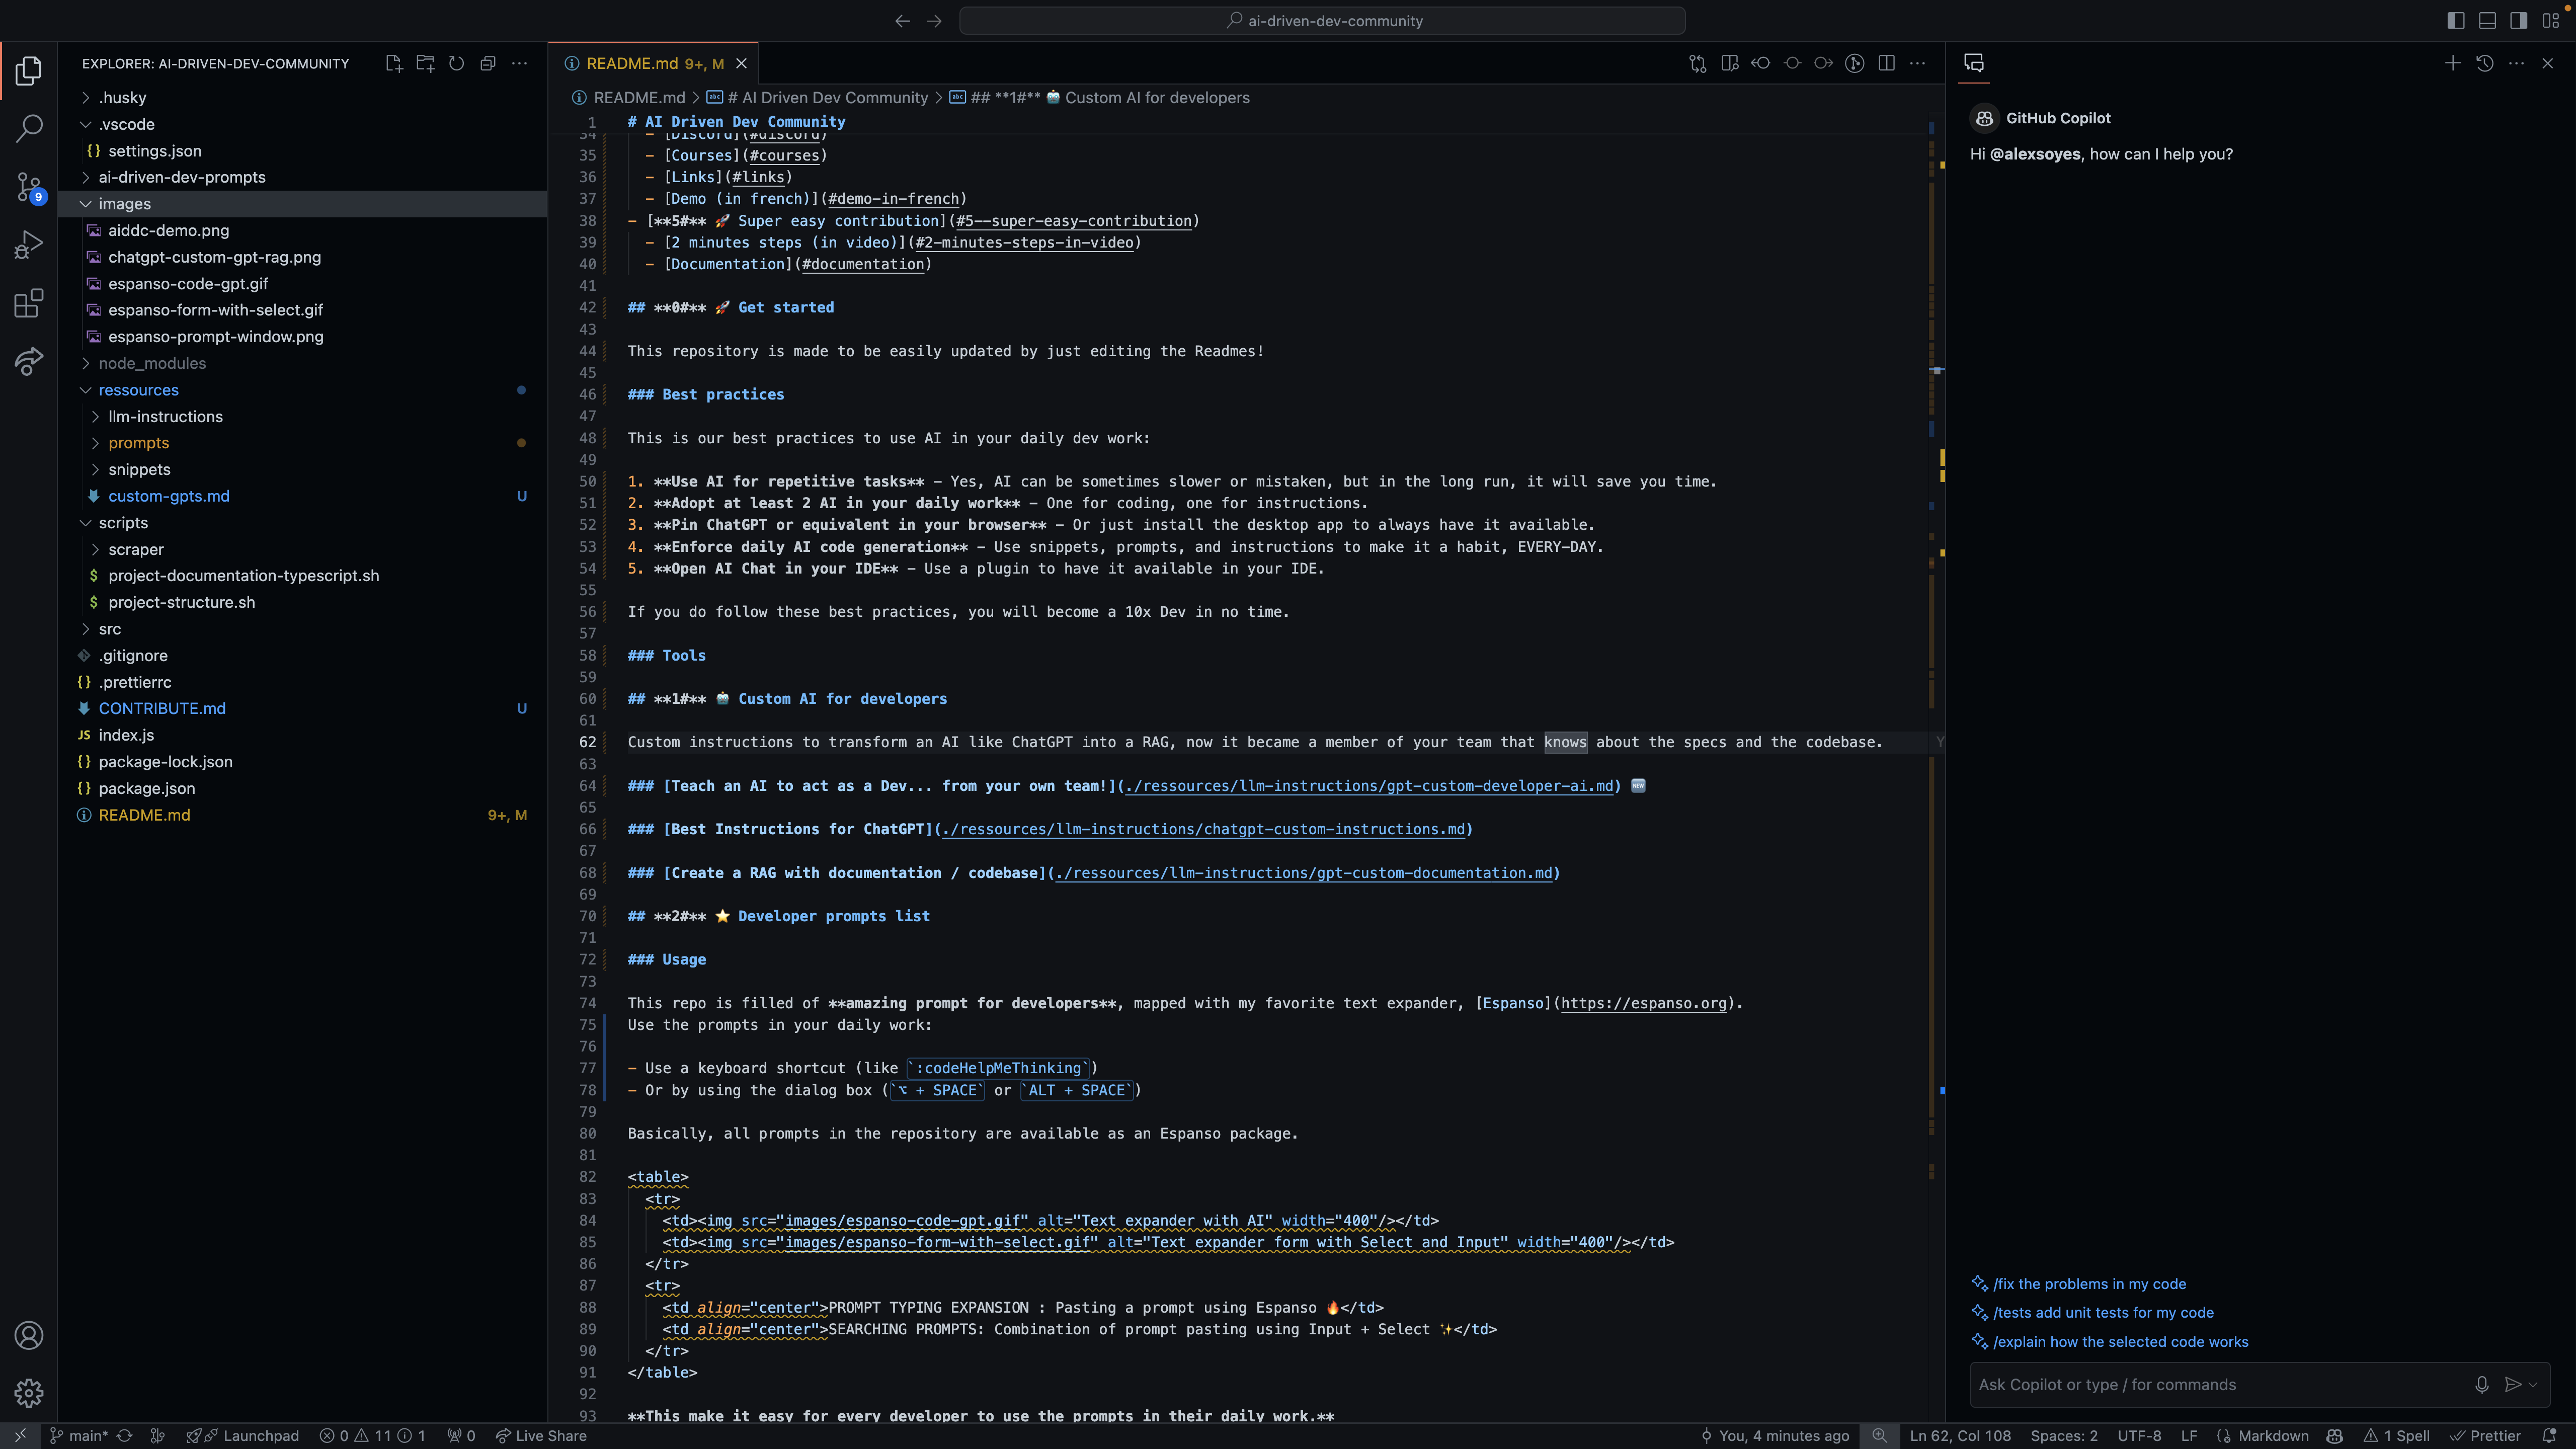 ai-driven-dev-community
EXPLORER: AI-DRIVEN-DEV-COMMUNITY
.husky
.vscode
{} settings.json
ai-driven-dev-prompts
images
aiddc-demo.png
chatgpt-custom-gpt-rag.png
espanso-code-gpt.gif
espanso-form-with-select.gif
espanso-prompt-window.png
node_modules
ressources
llm-instructions
prompts
snippets
custom-gpts.md U
scripts
scraper
$ project-documentation-typescript.sh
$ project-structure.sh
src
.gitignore
{} .prettierrc
CONTRIBUTE.md U
JS index.js
{} package-lock.json
{} package.json
README.md 9+, M
9
README.md 9+, M
README.md > # AI Driven Dev Community > ## **1#** 🤖 Custom AI for developers
1 # AI Driven Dev Community
34 - [Discord](#discord)
35 - [Courses](#courses)
36 - [Links](#links)
37 - [Demo (in french)](#demo-in-french)
38 - [**5#** 🚀 Super easy contribution](#5--super-easy-contribution)
39 - [2 minutes steps (in video)](#2-minutes-steps-in-video)
40 - [Documentation](#documentation)
41
42 ## **0#** 🚀 Get started
43
44 This repository is made to be easily updated by just editing the Readmes!
45
46 ### Best practices
47
48 This is our best practices to use AI in your daily dev work:
49
50 1. **Use AI for repetitive tasks** - Yes, AI can be sometimes slower or mistaken, but in the long run, it will save you time.
51 2. **Adopt at least 2 AI in your daily work** - One for coding, one for instructions.
52 3. **Pin ChatGPT or equivalent in your browser** - Or just install the desktop app to always have it available.
53 4. **Enforce daily AI code generation** - Use snippets, prompts, and instructions to make it a habit, EVERY-DAY.
54 5. **Open AI Chat in your IDE** - Use a plugin to have it available in your IDE.
55
56 If you do follow these best practices, you will become a 10x Dev in no time.
57
58 ### Tools
59
60 ## **1#** 🤖 Custom AI for developers
61
62 Custom instructions to transform an AI like ChatGPT into a RAG, now it became a member of your team that knows about the specs and the codebase. Y
63
64 ### [Teach an AI to act as a Dev... from your own team!](./ressources/llm-instructions/gpt-custom-developer-ai.md) 🆕
65
66 ### [Best Instructions for ChatGPT](./ressources/llm-instructions/chatgpt-custom-instructions.md)
67
68 ### [Create a RAG with documentation / codebase](./ressources/llm-instructions/gpt-custom-documentation.md)
69
70 ## **2#** ⭐ Developer prompts list
71
72 ### Usage
73
74 This repo is filled of **amazing prompt for developers**, mapped with my favorite text expander, [Espanso](https://espanso.org).
75 Use the prompts in your daily work:
76
77 - Use a keyboard shortcut (like `:codeHelpMeThinking`)
78 - Or by using the dialog box (`⌥ + SPACE` or `ALT + SPACE`)
79
80 Basically, all prompts in the repository are available as an Espanso package.
81
82 <table>
83 <tr>
84 <td><img src="images/espanso-code-gpt.gif" alt="Text expander with AI" width="400"/></td>
85 <td><img src="images/espanso-form-with-select.gif" alt="Text expander form with Select and Input" width="400"/></td>
86 </tr>
87 <tr>
88 <td align="center">PROMPT TYPING EXPANSION : Pasting a prompt using Espanso 🔥</td>
89 <td align="center">SEARCHING PROMPTS: Combination of prompt pasting using Input + Select ✨</td>
90 </tr>
91 </table>
92
93 **This make it easy for every developer to use the prompts in their daily work.**
GitHub Copilot
Hi @alexsoyes, how can I help you?
/fix the problems in my code
/tests add unit tests for my code
/explain how the selected code works
Ask Copilot or type / for commands
main* Launchpad 0 11 1 0 Live Share You, 4 minutes ago Ln 62, Col 108 Spaces: 2 UTF-8 LF Markdown 1 Spell Prettier